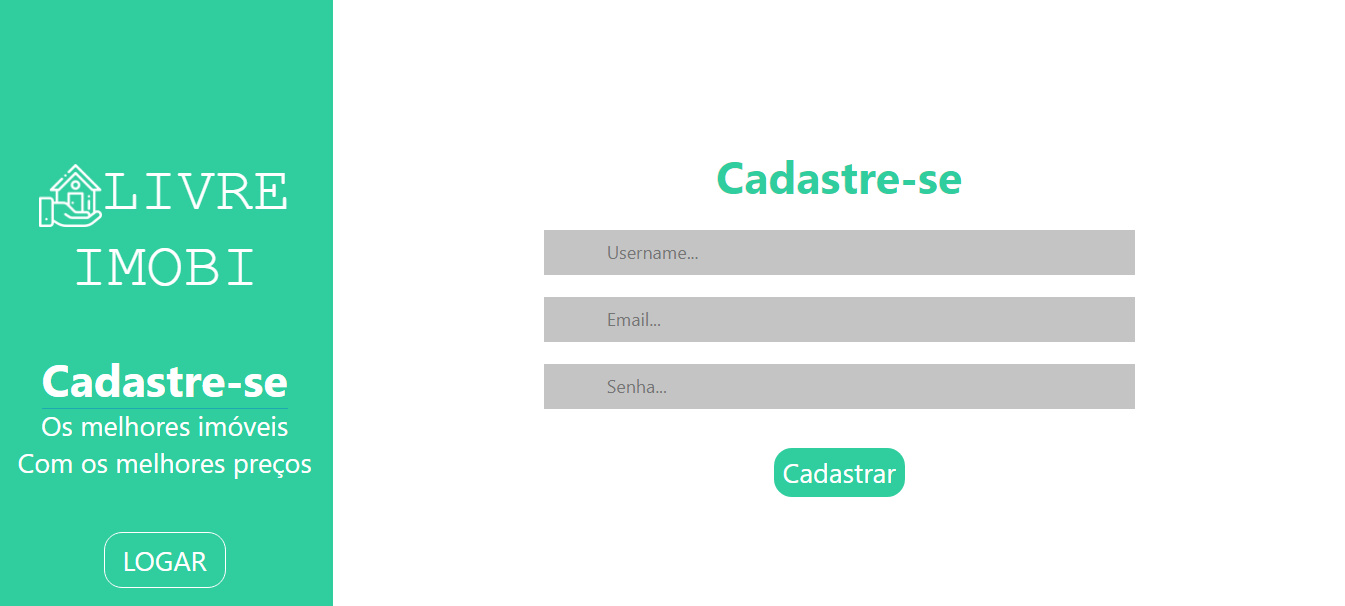 LIVRE
IMOBI
Cadastre-se
Os melhores imóveis
Com os melhores preços
LOGAR
Cadastre-se
Username...
Email...
Senha...
Cadastrar